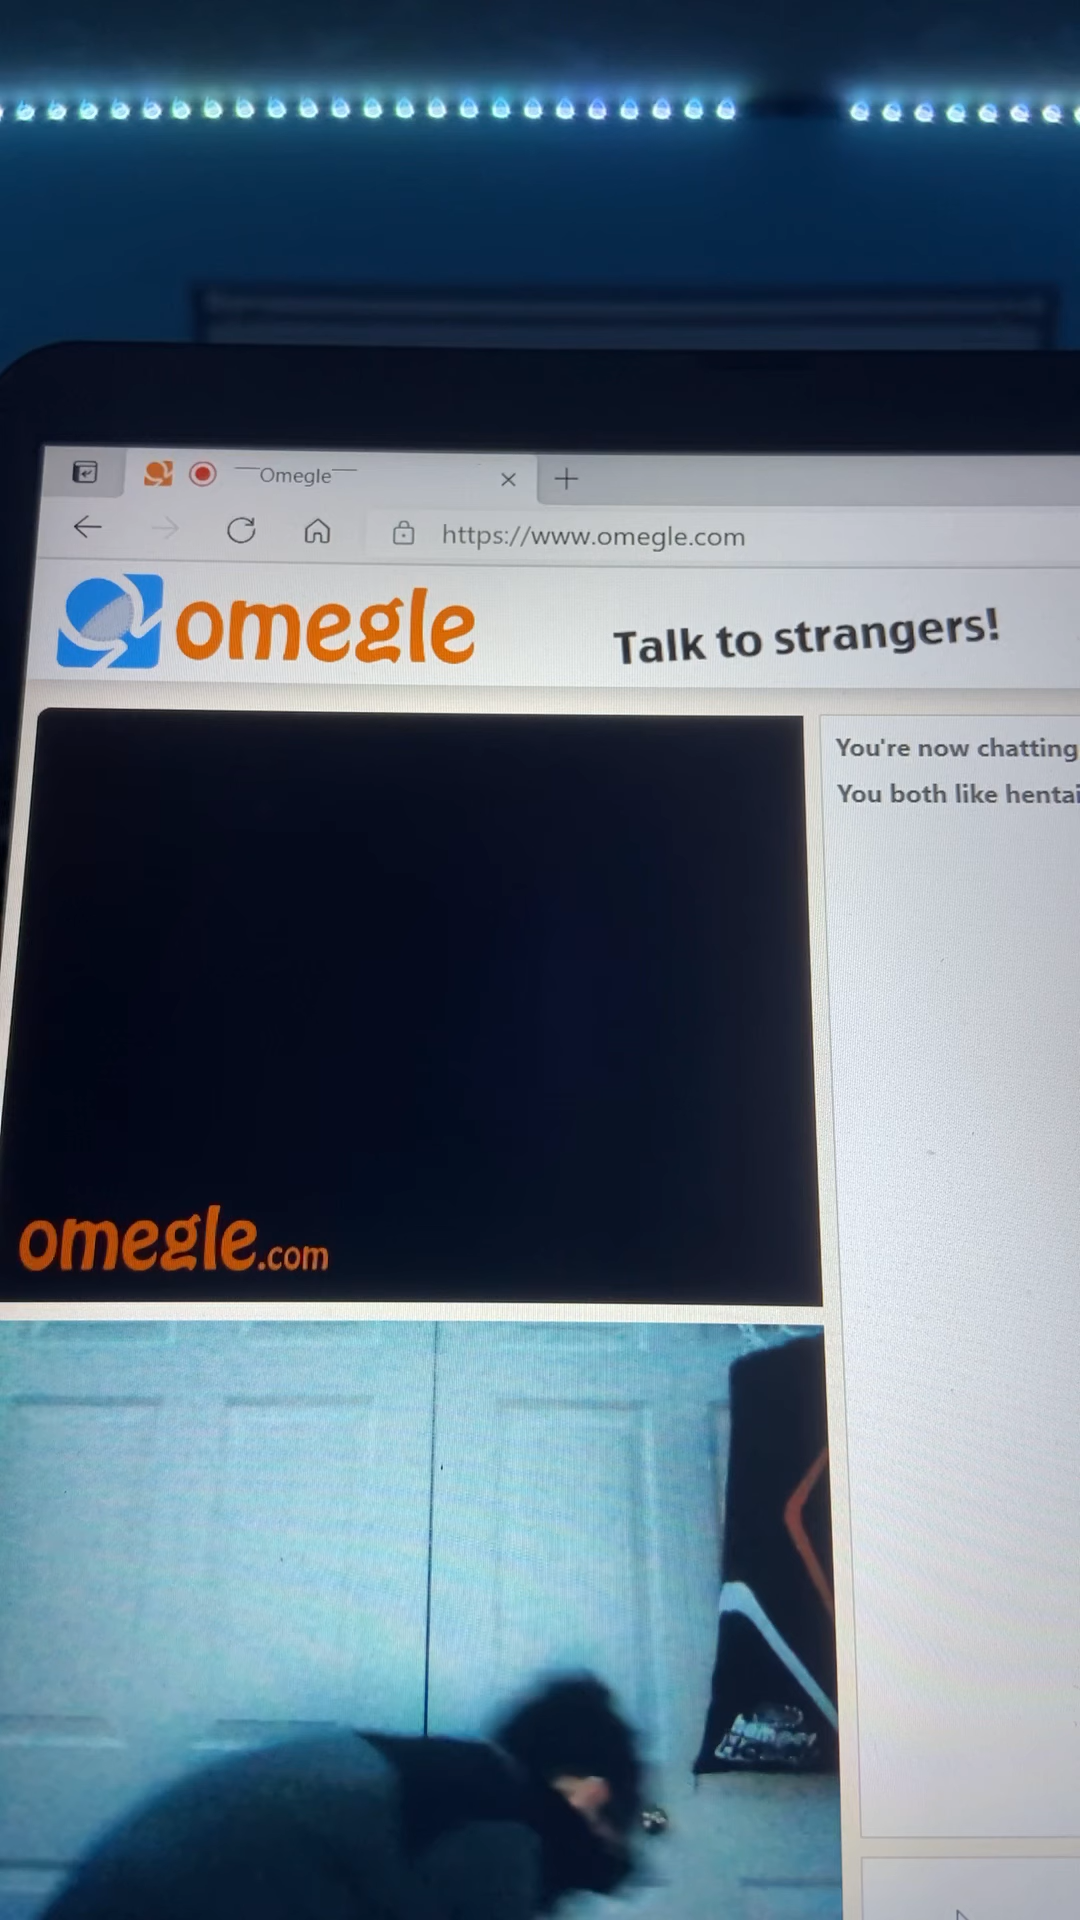 Omegle
https://www.omegle.com
omegle
Talk to strangers!
You're now chatting
You both like hentai
omegle.com
hamper